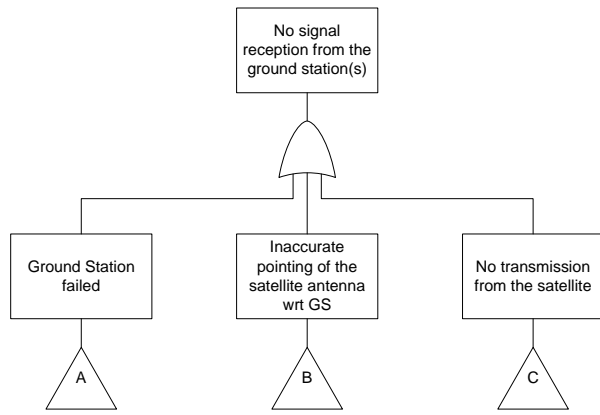 No signal
reception from the
ground station(s)
Ground Station
failed
Inaccurate
pointing of the
satellite antenna
wrt GS
No transmission
from the satellite
A
B
C